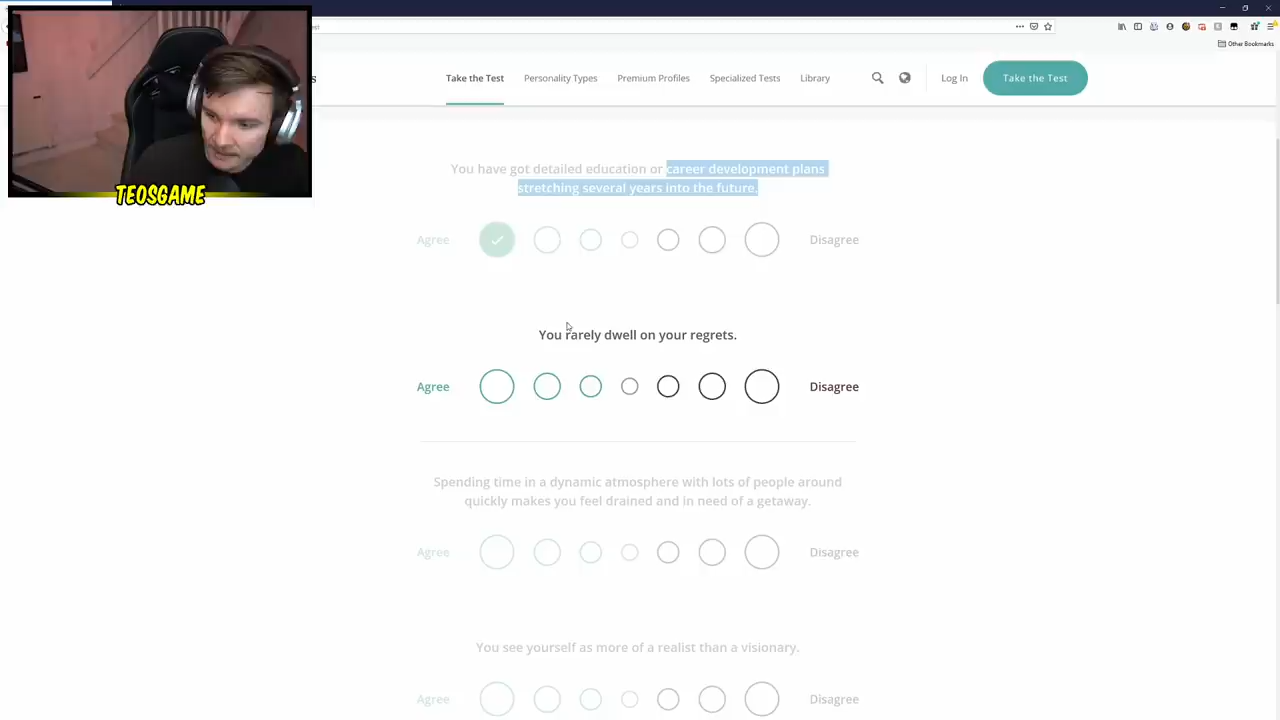 Other Bookmarks
Take the Test
Personality Types
Premium Profiles
Specialized Tests
Library
Log In
Take the Test
TEOSGAME
You have got detailed education or career development plans
stretching several years into the future.
Agree
Disagree
You rarely dwell on your regrets.
Agree
Disagree
Spending time in a dynamic atmosphere with lots of people around
quickly makes you feel drained and in need of a getaway.
Agree
Disagree
You see yourself as more of a realist than a visionary.
Agree
Disagree